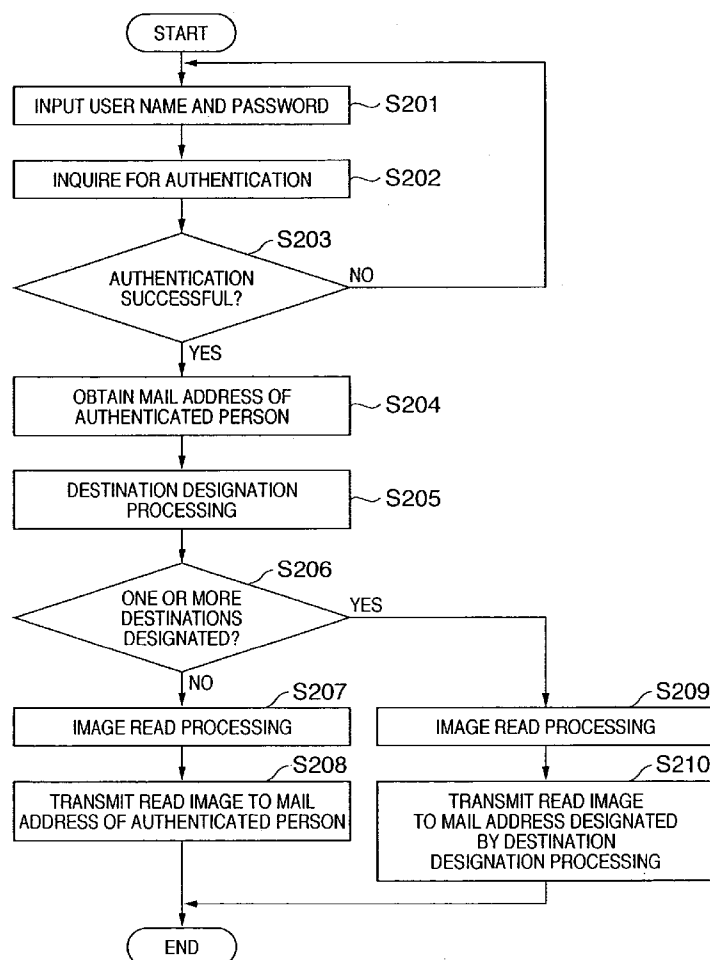 START
INPUT USER NAME AND PASSWORD
S201
INQUIRE FOR AUTHENTICATION
S202
S203
AUTHENTICATION
SUCCESSFUL?
NO
YES
OBTAIN MAIL ADDRESS OF
AUTHENTICATED PERSON
S204
DESTINATION DESIGNATION
PROCESSING
S205
S206
ONE OR MORE
DESTINATIONS
DESIGNATED?
YES
NO
S207
IMAGE READ PROCESSING
S208
TRANSMIT READ IMAGE TO MAIL
ADDRESS OF AUTHENTICATED PERSON
S209
IMAGE READ PROCESSING
S210
TRANSMIT READ IMAGE
TO MAIL ADDRESS DESIGNATED
BY DESTINATION
DESIGNATION PROCESSING
END